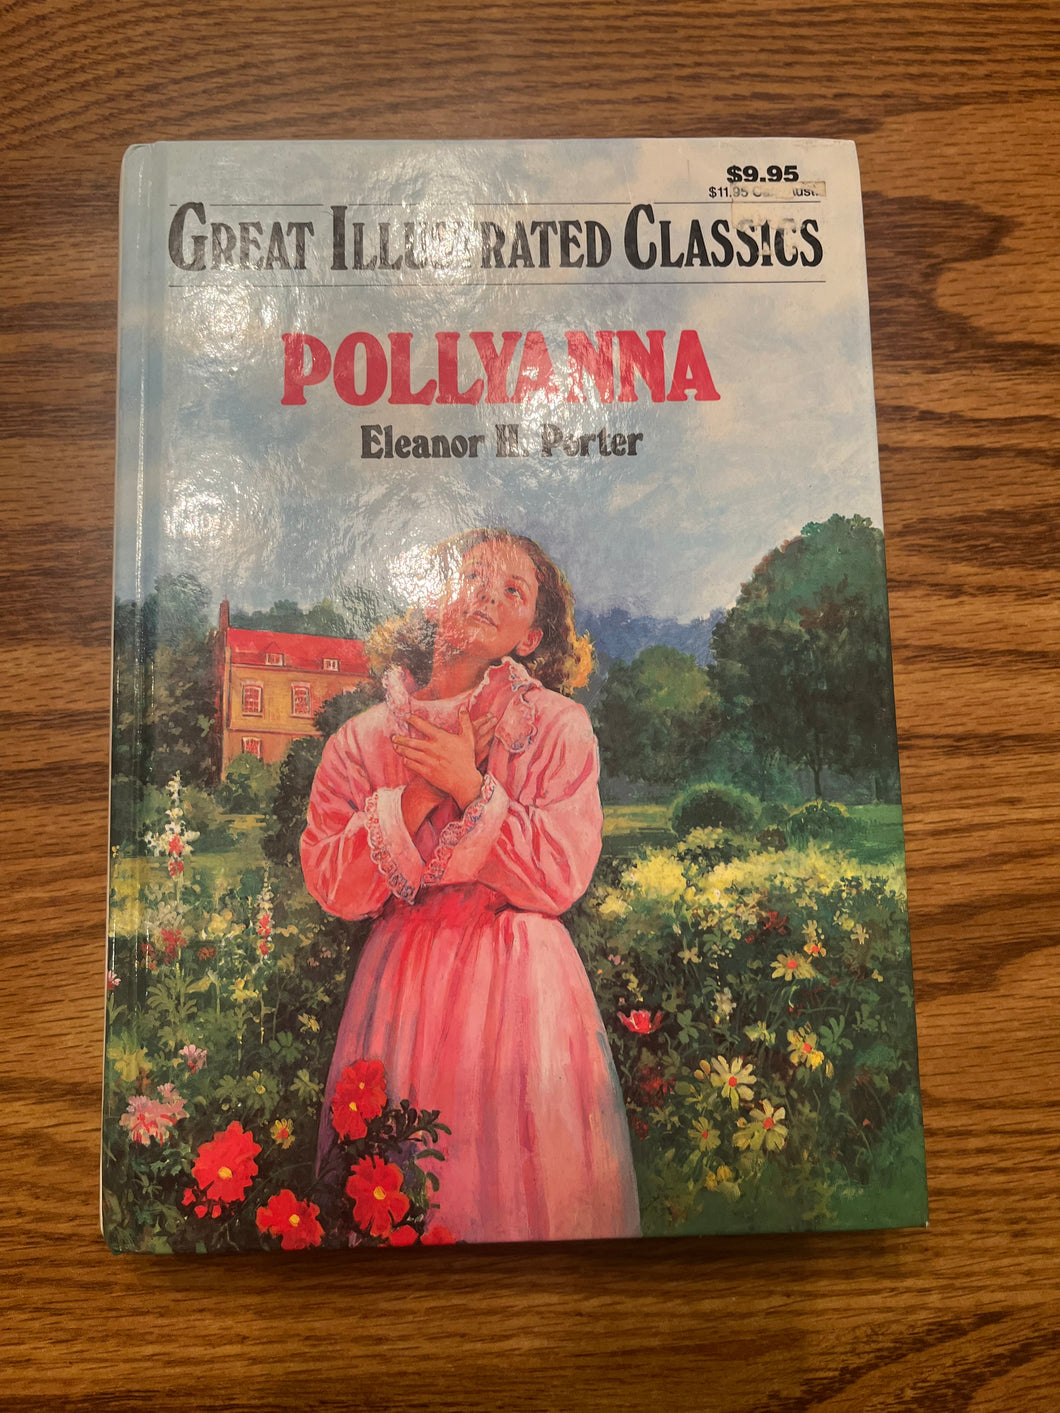 $9.95
$11.95
GREAT ILLUSTRATED CLASSICS
POLLYANNA
Eleanor H. Porter